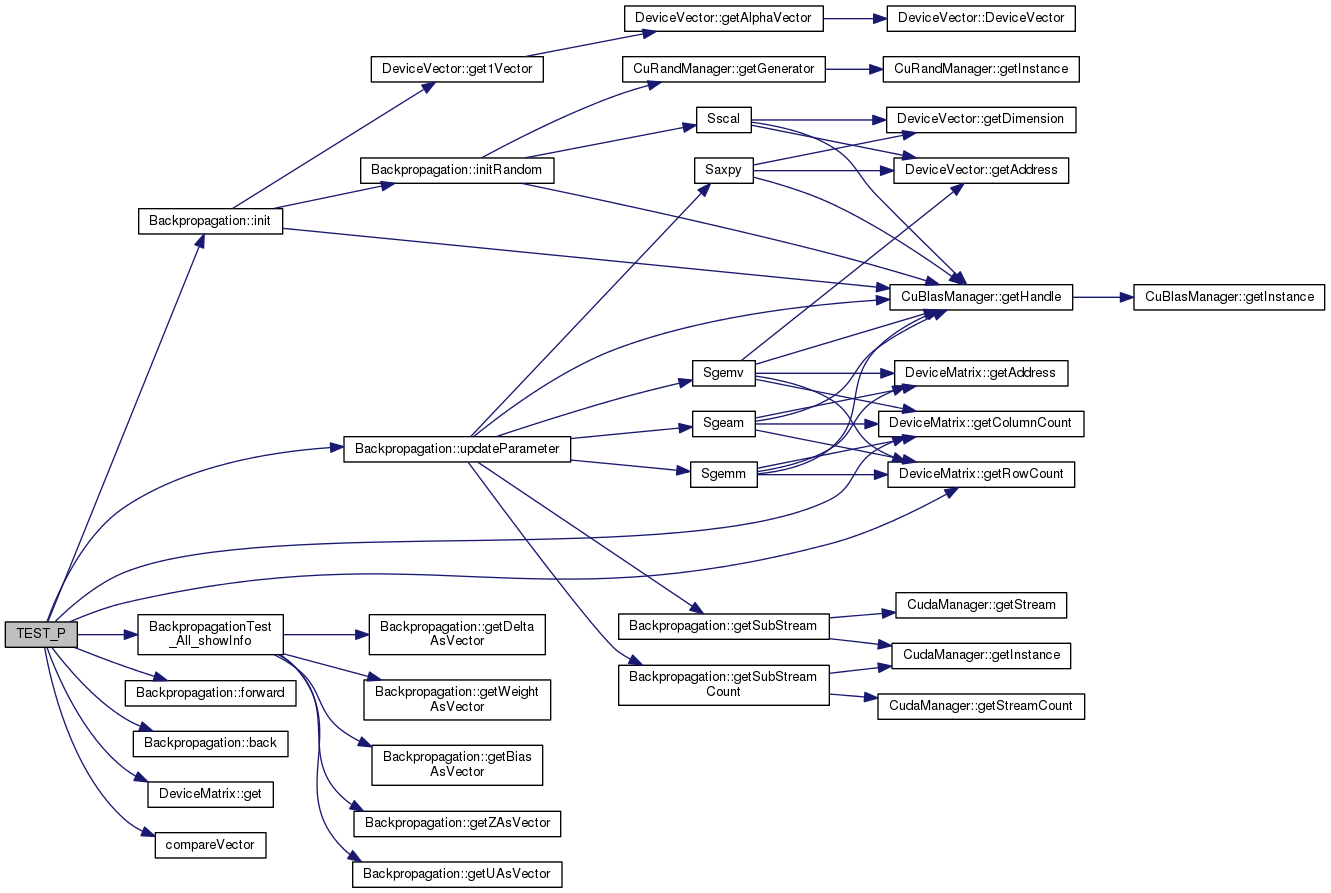 DeviceVector::getAlphaVector
DeviceVector::DeviceVector
DeviceVector::get1Vector
CuRandManager::getGenerator
CuRandManager::getInstance
Sscal
DeviceVector::getDimension
Backpropagation::initRandom
Saxpy
DeviceVector::getAddress
Backpropagation::init
CuBlasManager::getHandle
CuBlasManager::getInstance
Sgemv
DeviceMatrix::getAddress
Sgeam
DeviceMatrix::getColumnCount
Backpropagation::updateParameter
Sgemm
DeviceMatrix::getRowCount
CudaManager::getStream
Backpropagation::getSubStream
TEST_P
BackpropagationTest
_All_showInfo
Backpropagation::getDelta
AsVector
CudaManager::getInstance
Backpropagation::getSubStream
Count
Backpropagation::forward
Backpropagation::getWeight
AsVector
CudaManager::getStreamCount
Backpropagation::back
Backpropagation::getBias
AsVector
DeviceMatrix::get
Backpropagation::getZAsVector
compareVector
Backpropagation::getUAsVector